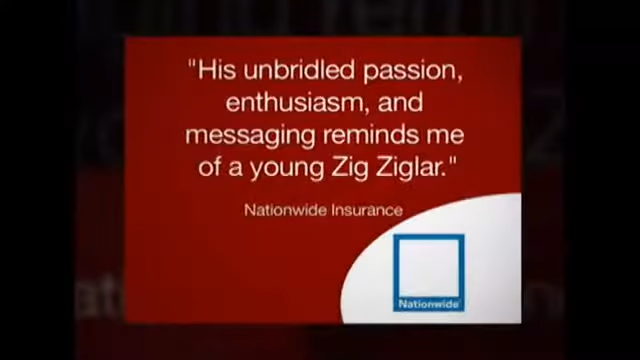 "His unbridled passion,
enthusiasm, and
messaging reminds me
of a young Zig Ziglar."
Nationwide Insurance
Nationwide®